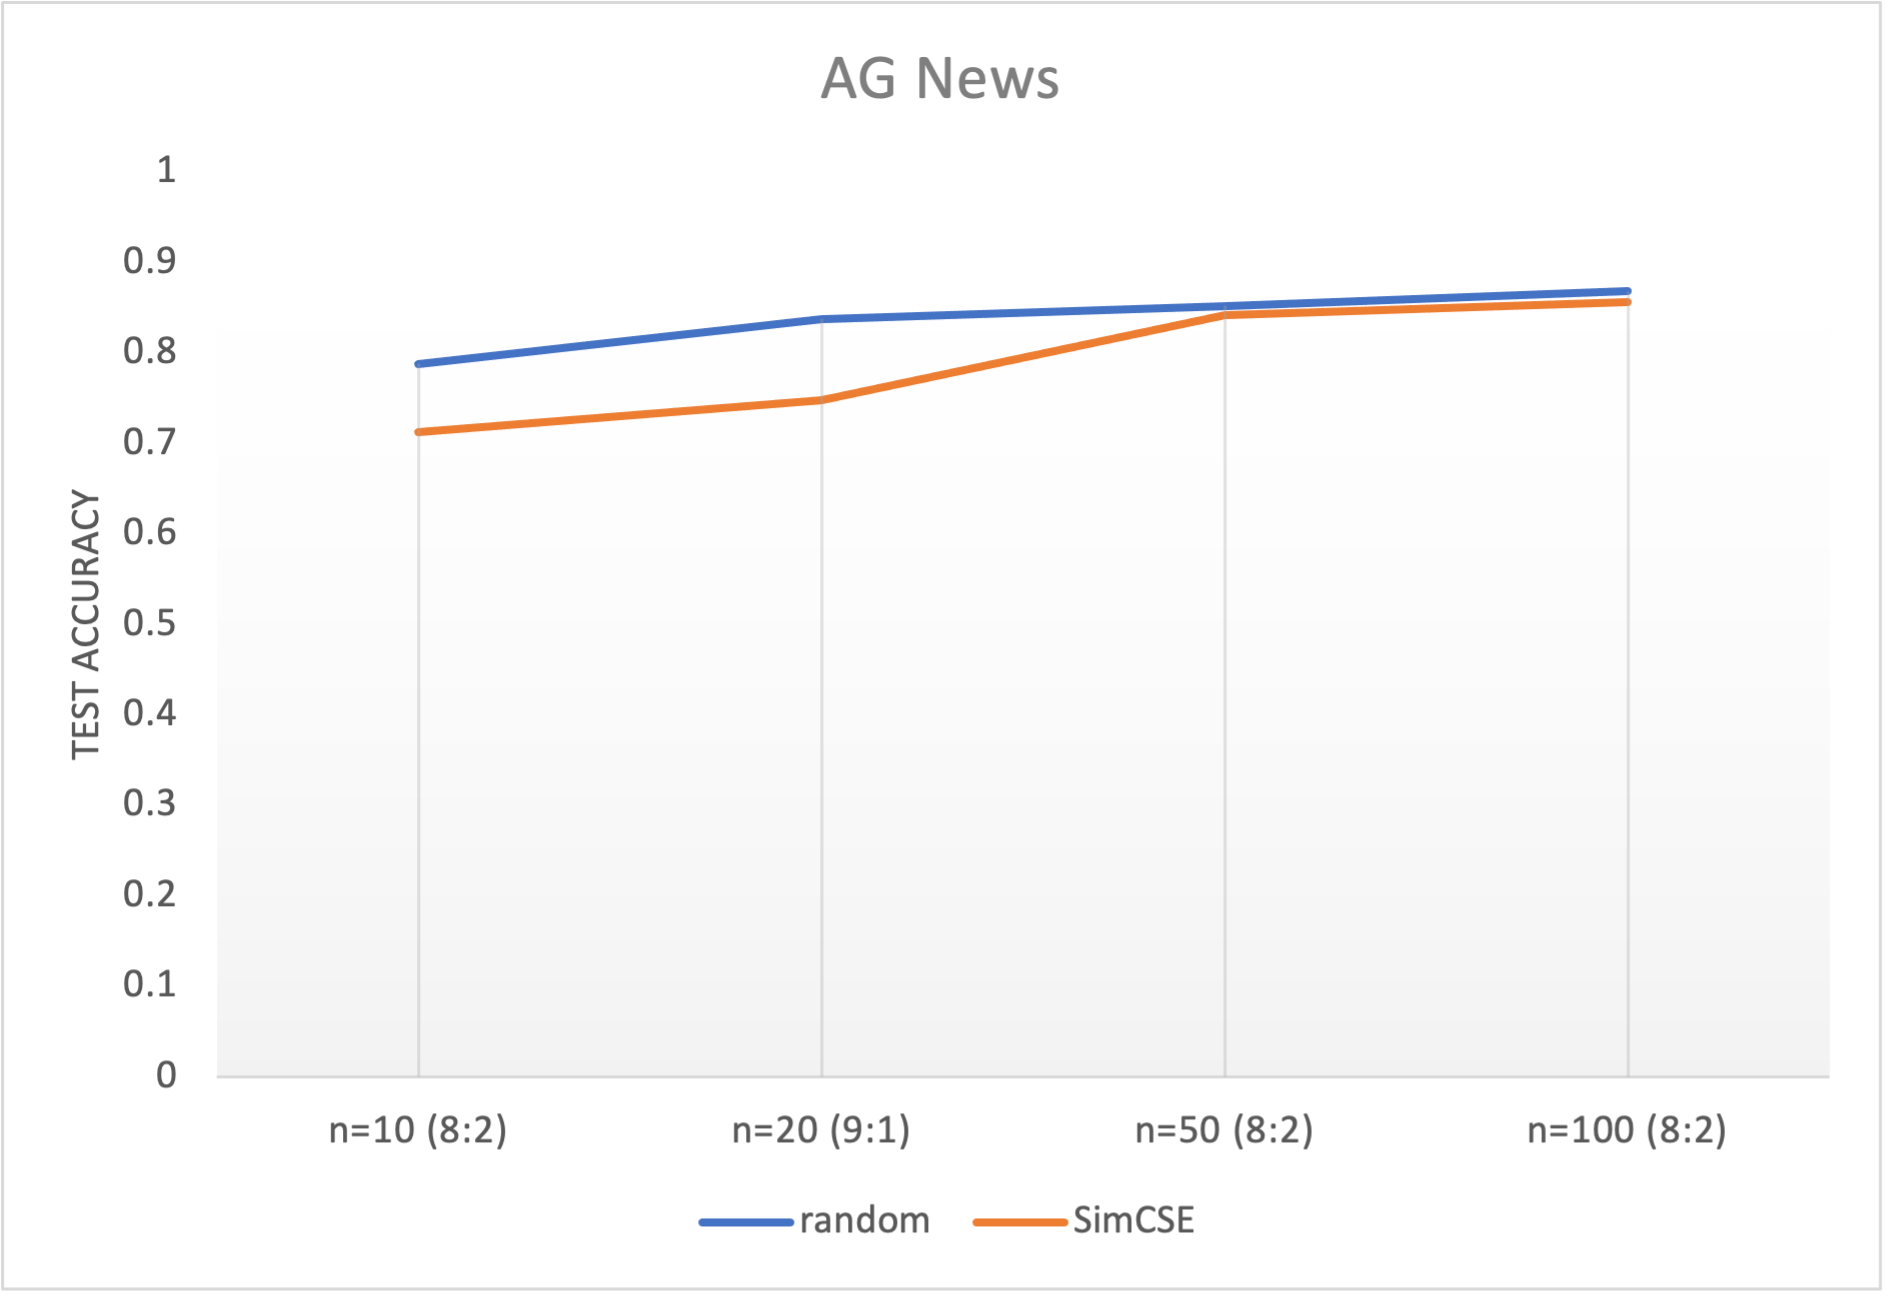 AG News
1
0.9
0.8
0.7
0.6
0.5
0.4
0.3
0.2
0.1
0
TEST ACCURACY
n=10 (8:2)
n=20 (9:1)
n=50 (8:2)
n=100 (8:2)
random
SimCSE